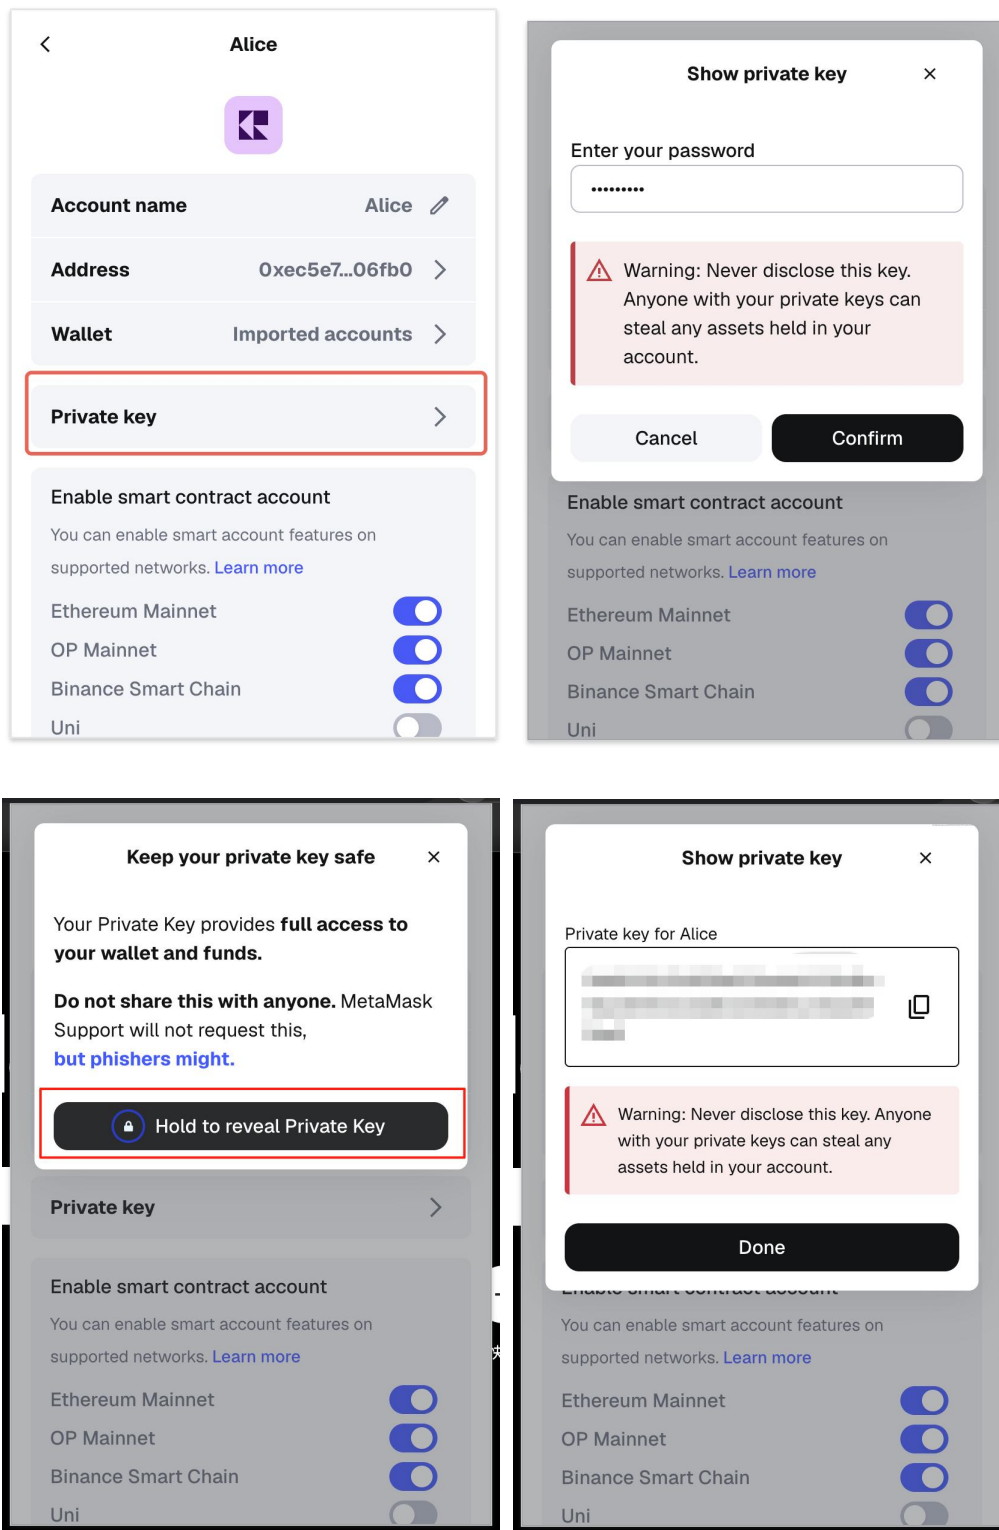 Alice
Account name Alice
Address 0xec5e7...06fb0
Wallet Imported accounts
Private key
Enable smart contract account
You can enable smart account features on
supported networks. Learn more
Ethereum Mainnet
OP Mainnet
Binance Smart Chain
Uni
Show private key
Enter your password
•••••••••
Warning: Never disclose this key.
Anyone with your private keys can
steal any assets held in your
account.
Cancel Confirm
Enable smart contract account
You can enable smart account features on
supported networks. Learn more
Ethereum Mainnet
OP Mainnet
Binance Smart Chain
Uni
Keep your private key safe
Your Private Key provides full access to
your wallet and funds.
Do not share this with anyone. MetaMask
Support will not request this,
but phishers might.
Hold to reveal Private Key
Private key
Enable smart contract account
You can enable smart account features on
supported networks. Learn more
Ethereum Mainnet
OP Mainnet
Binance Smart Chain
Uni
Show private key
Private key for Alice
Warning: Never disclose this key. Anyone
with your private keys can steal any
assets held in your account.
Done
Enable smart contract account
You can enable smart account features on
supported networks. Learn more
Ethereum Mainnet
OP Mainnet
Binance Smart Chain
Uni